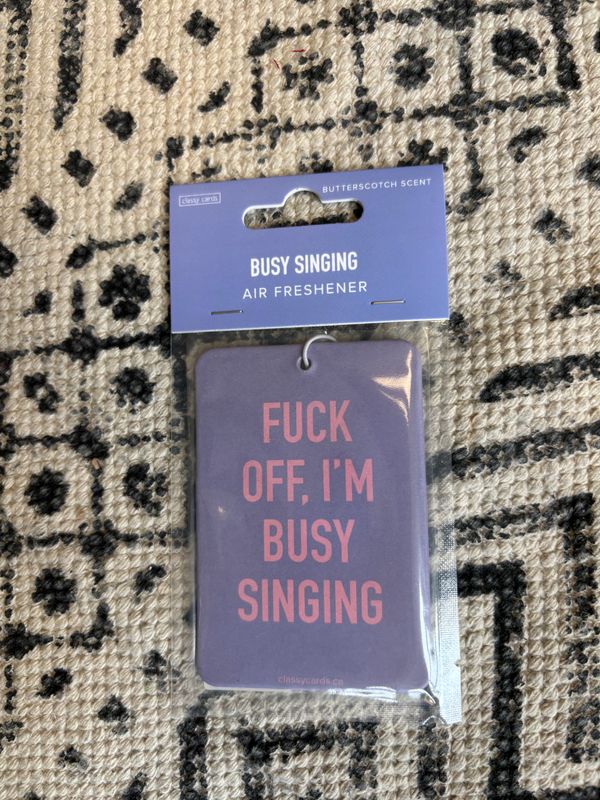 BUTTERSCOTCH SCENT
classy cards
BUSY SINGING
AIR FRESHENER
FUCK
OFF, I'M
BUSY
SINGING
classycards.ca